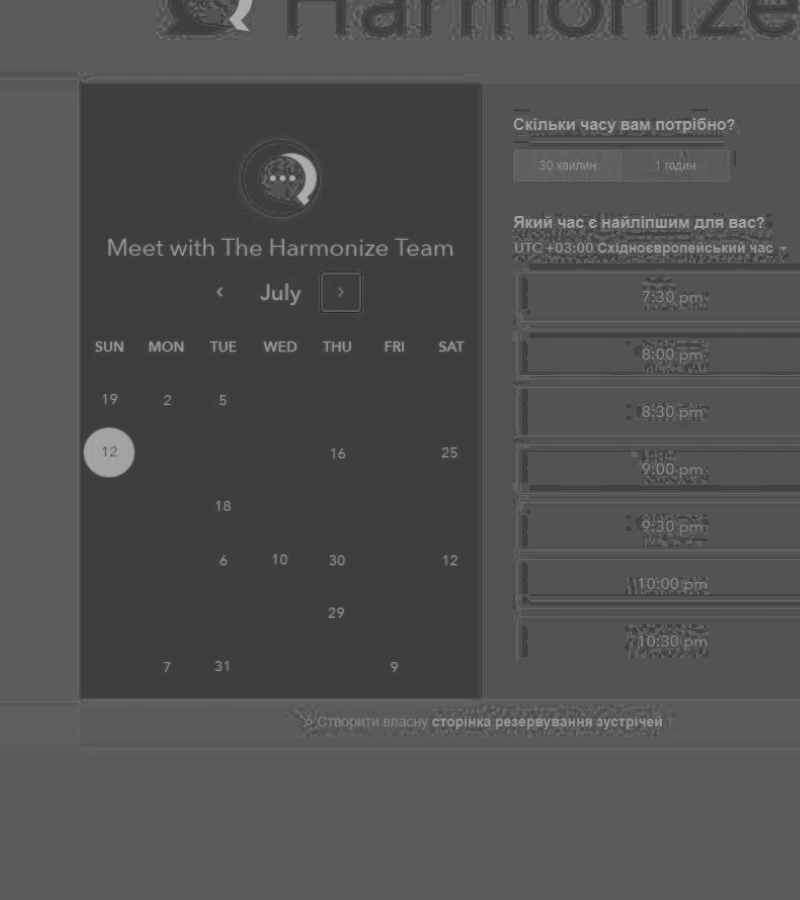 Harmonize
Meet with The Harmonize Team
July
SUN MON TUE WED THU FRI SAT
19 2 5
12 16 25
18
6 10 30 12
29
7 31 9
Скільки часу вам потрібно?
30 хвилин 1 годин
Який час є найліпшим для вас?
UTC +03:00 Східноєвропейський час
7:30 pm
8:00 pm
8:30 pm
9:00 pm
9:30 pm
10:00 pm
10:30 pm
Створити власну сторінка резервування зустрічей